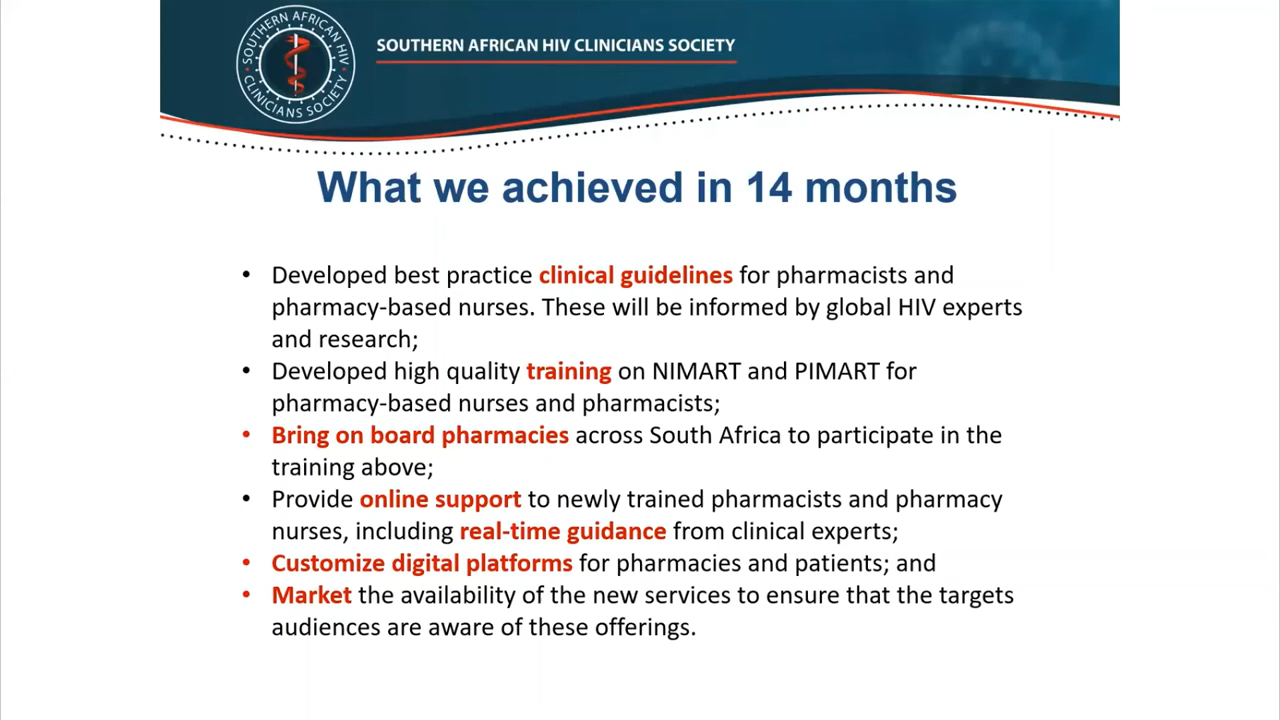 SOUTHERN AFRICAN HIV
CLINICIANS SOCIETY
SOUTHERN AFRICAN HIV CLINICIANS SOCIETY
What we achieved in 14 months
• Developed best practice clinical guidelines for pharmacists and
pharmacy-based nurses. These will be informed by global HIV experts
and research;
• Developed high quality training on NIMART and PIMART for
pharmacy-based nurses and pharmacists;
• Bring on board pharmacies across South Africa to participate in the
training above;
• Provide online support to newly trained pharmacists and pharmacy
nurses, including real-time guidance from clinical experts;
• Customize digital platforms for pharmacies and patients; and
• Market the availability of the new services to ensure that the targets
audiences are aware of these offerings.